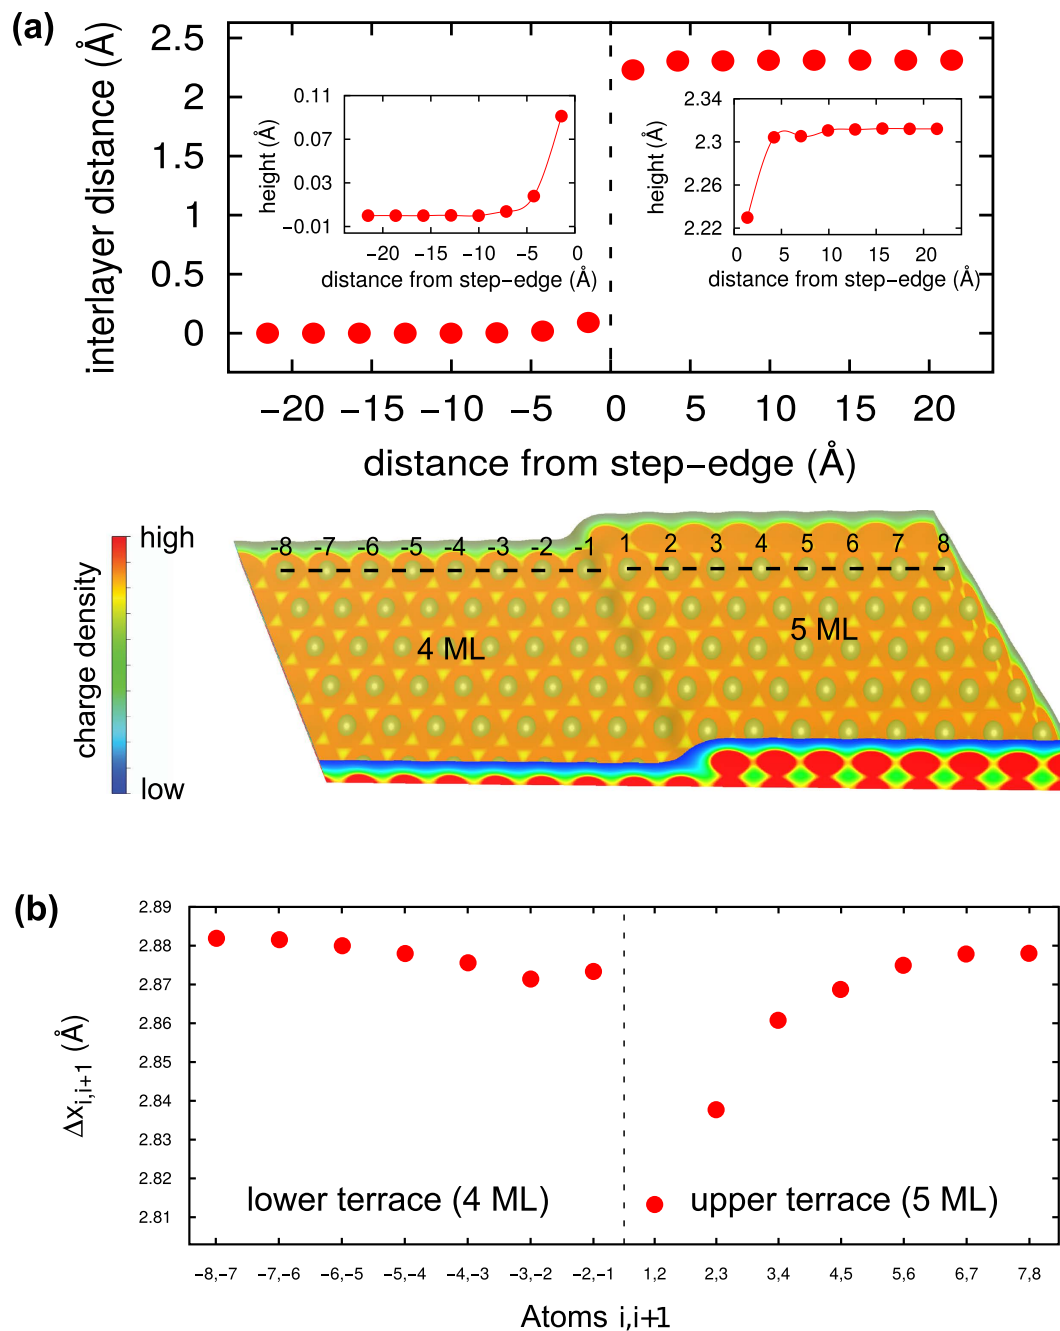 (a)
interlayer distance (Å)
2.5
2
1.5
1
0.5
0
0.11
0.07
0.03
−0.01
height (Å)
−20 −15 −10 −5 0
distance from step−edge (Å)
2.34
2.3
2.26
2.22
height (Å)
0 5 10 15 20
distance from step−edge (Å)
−20 −15 −10 −5 0 5 10 15 20
distance from step−edge (Å)
charge density
high
low
-8 -7 -6 -5 -4 -3 -2 -1 1 2 3 4 5 6 7 8
4 ML
5 ML
(b)
Δx i,i+1 (Å)
2.89
2.88
2.87
2.86
2.85
2.84
2.83
2.82
2.81
lower terrace (4 ML)
upper terrace (5 ML)
−8,−7 −7,−6 −6,−5 −5,−4 −4,−3 −3,−2 −2,−1 1,2 2,3 3,4 4,5 5,6 6,7 7,8
Atoms i,i+1